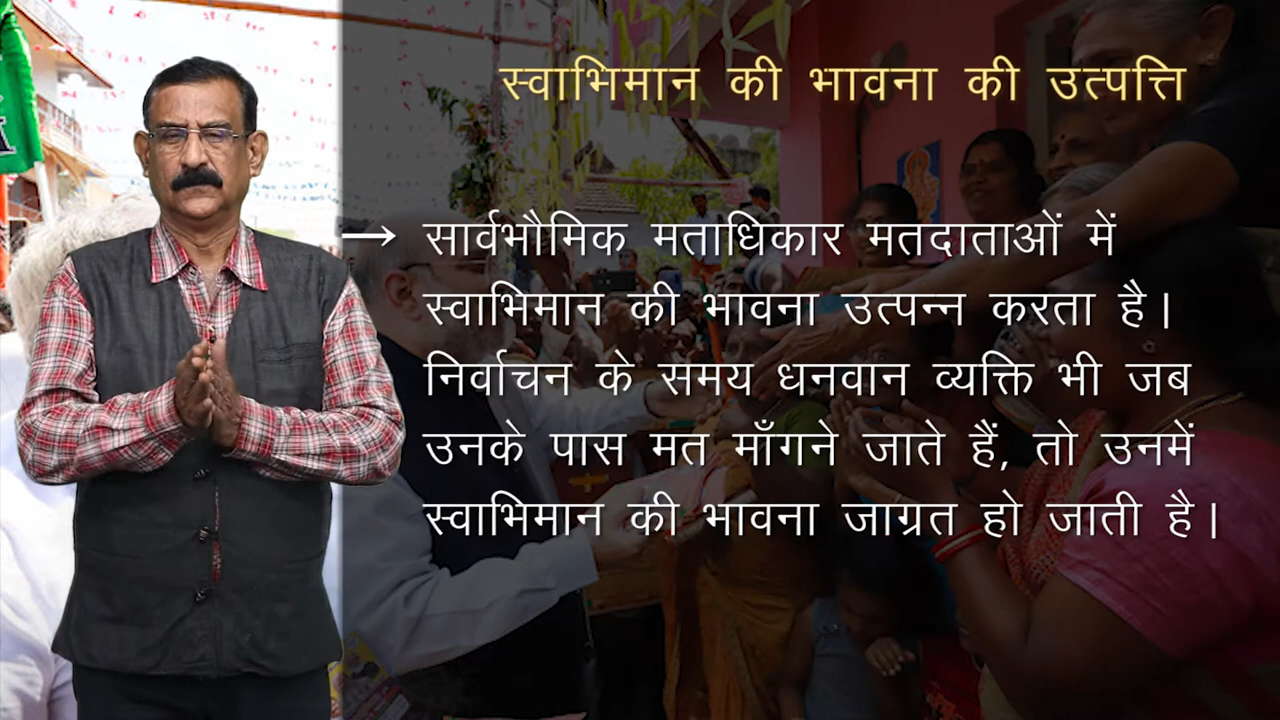 स्वाभिमान की भावना की उत्पत्ति
→ सार्वभौमिक मताधिकार मतदाताओं में
स्वाभिमान की भावना उत्पन्न करता है।
निर्वाचन के समय धनवान व्यक्ति भी जब
उनके पास मत माँगने जाते हैं, तो उनमें
स्वाभिमान की भावना जाग्रत हो जाती है।